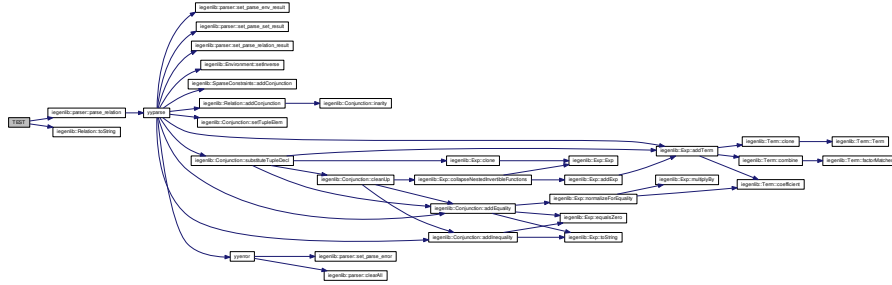 iegenlib::parser::set_parse_env_result
iegenlib::parser::set_parse_set_result
iegenlib::parser::set_parse_relation_result
iegenlib::Environment::setInverse
iegenlib::SparseConstraints::addConjunction
iegenlib::parser::parse_relation
yyparse
iegenlib::Relation::addConjunction
iegenlib::Conjunction::inarity
TEST
iegenlib::Relation::toString
iegenlib::Conjunction::setTupleElem
iegenlib::Exp::addTerm
iegenlib::Term::clone
iegenlib::Term::Term
iegenlib::Conjunction::substituteTupleDecl
iegenlib::Exp::clone
iegenlib::Exp::Exp
iegenlib::Term::combine
iegenlib::Term::factorMatches
iegenlib::Conjunction::cleanUp
iegenlib::Exp::collapseNestedInvertibleFunctions
iegenlib::Exp::addExp
iegenlib::Exp::multiplyBy
iegenlib::Term::coefficient
iegenlib::Exp::normalizeForEquality
iegenlib::Conjunction::addEquality
iegenlib::Exp::equalsZero
iegenlib::Conjunction::addInequality
iegenlib::Exp::toString
yyerror
iegenlib::parser::set_parse_error
iegenlib::parser::clearAll